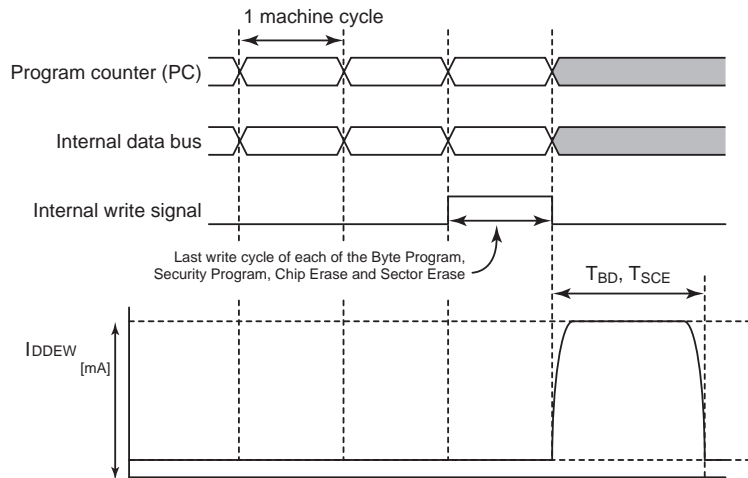 1 machine cycle
Program counter (PC)
Internal data bus
Internal write signal
Last write cycle of each of the Byte Program,
Security Program, Chip Erase and Sector Erase
TBD, TSCE
IDDEW
[mA]